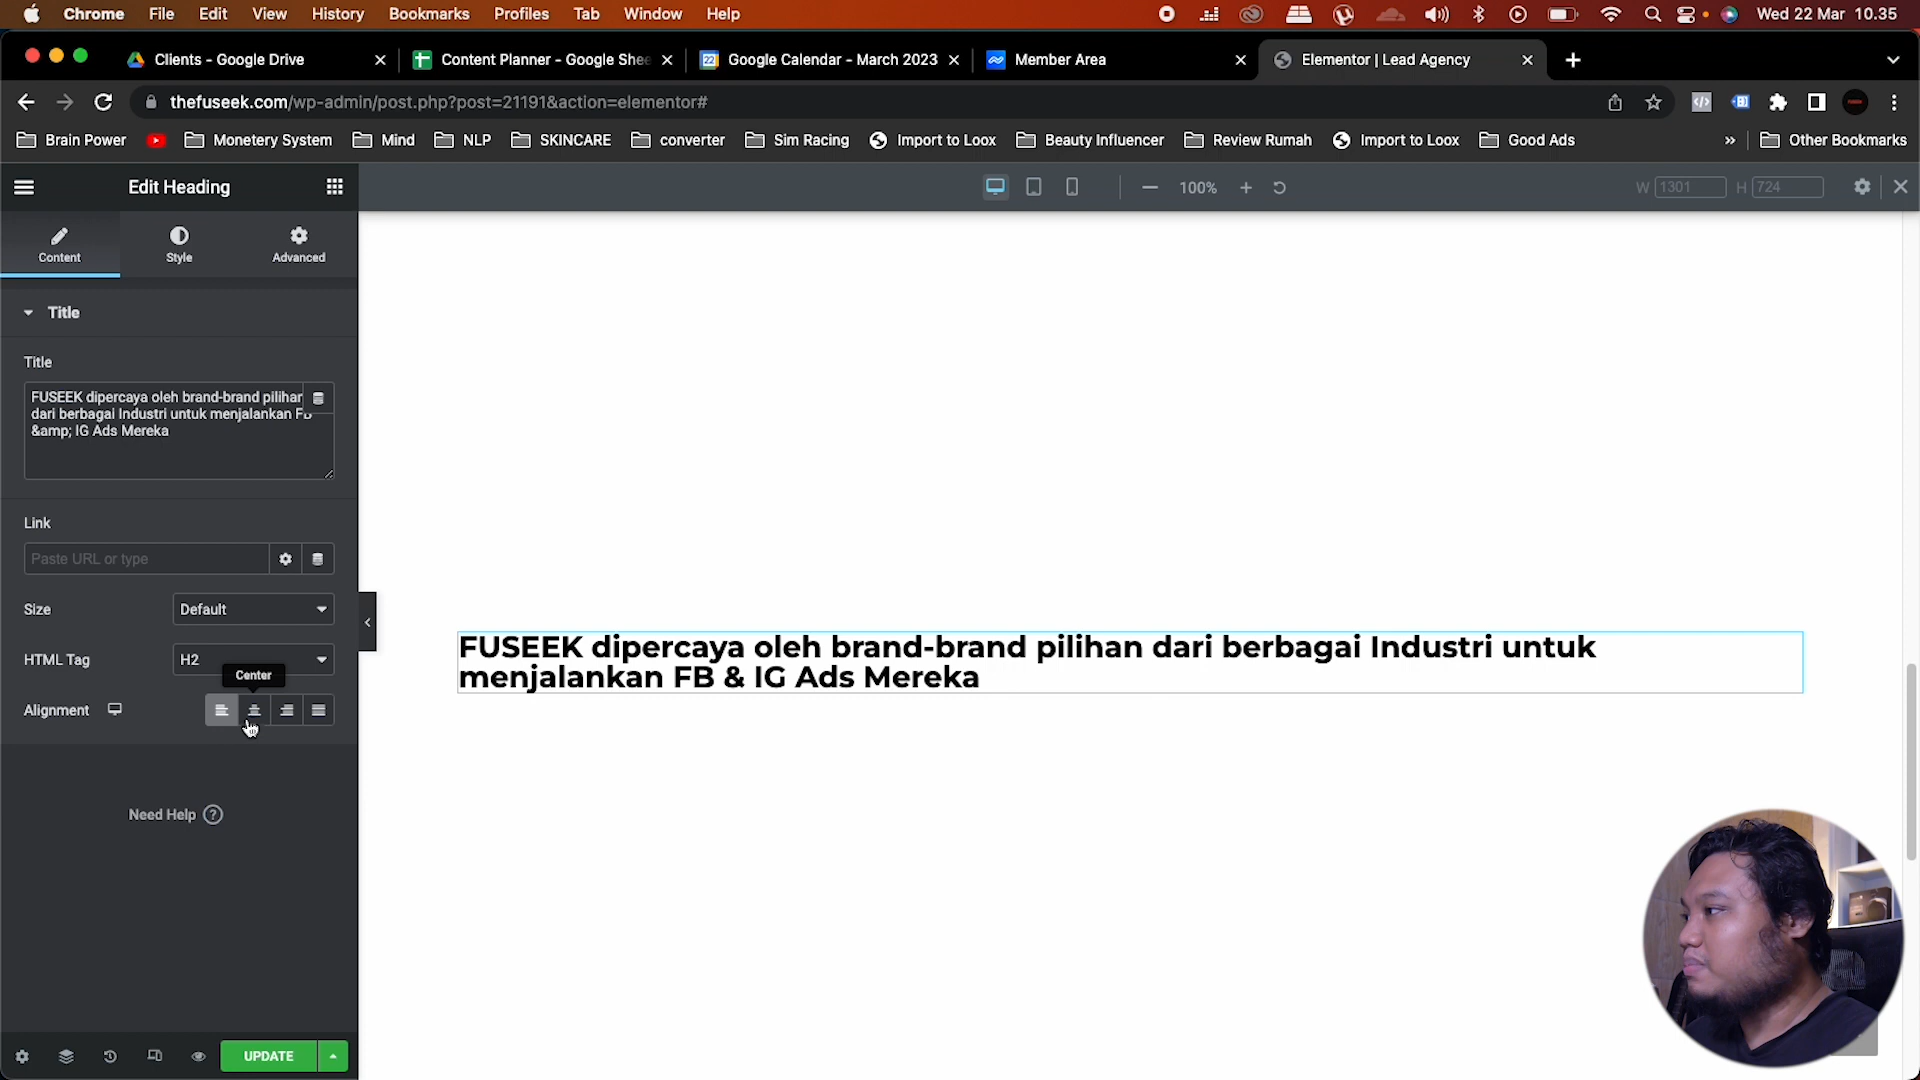 Chrome File Edit View History Bookmarks Profiles Tab Window Help Wed 22 Mar 10.35
Clients - Google Drive Content Planner - Google She Google Calendar - March 2023 Member Area Elementor | Lead Agency
thefuseek.com/wp-admin/post.php?post=21191&action=elementor#
Brain Power Monetery System Mind NLP SKINCARE converter Sim Racing Import to Loox Beauty Influencer Review Rumah Import to Loox Good Ads » Other Bookmarks
Edit Heading
100% W 1301 H 724
Content Style Advanced
Title
Title
FUSEEK dipercaya oleh brand-brand pilihan
dari berbagai Industri untuk menjalankan FB
&amp; IG Ads Mereka
Link
Paste URL or type
Size Default
HTML Tag H2
Center
Alignment
Need Help ?
UPDATE
FUSEEK dipercaya oleh brand-brand pilihan dari berbagai Industri untuk
menjalankan FB & IG Ads Mereka